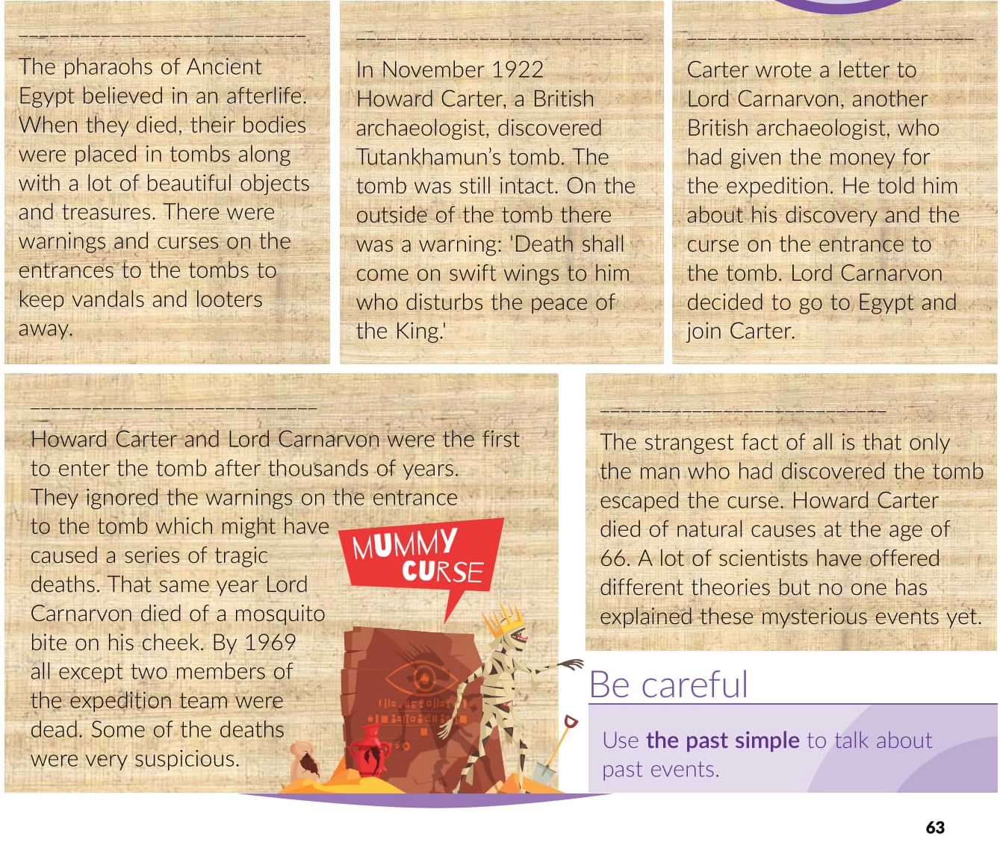 The pharaohs of Ancient
Egypt believed in an afterlife.
When they died, their bodies
were placed in tombs along
with a lot of beautiful objects
and treasures. There were
warnings and curses on the
entrances to the tombs to
keep vandals and looters
away.
In November 1922
Howard Carter, a British
archaeologist, discovered
Tutankhamun’s tomb. The
tomb was still intact. On the
outside of the tomb there
was a warning: 'Death shall
come on swift wings to him
who disturbs the peace of
the King.'
Carter wrote a letter to
Lord Carnarvon, another
British archaeologist, who
had given the money for
the expedition. He told him
about his discovery and the
curse on the entrance to
the tomb. Lord Carnarvon
decided to go to Egypt and
join Carter.
Howard Carter and Lord Carnarvon were the first
to enter the tomb after thousands of years.
They ignored the warnings on the entrance
to the tomb which might have
caused a series of tragic
deaths. That same year Lord
Carnarvon died of a mosquito
bite on his cheek. By 1969
all except two members of
the expedition team were
dead. Some of the deaths
were very suspicious.
MUMMY
CURSE
The strangest fact of all is that only
the man who had discovered the tomb
escaped the curse. Howard Carter
died of natural causes at the age of
66. A lot of scientists have offered
different theories but no one has
explained these mysterious events yet.
Be careful
Use the past simple to talk about
past events.
63